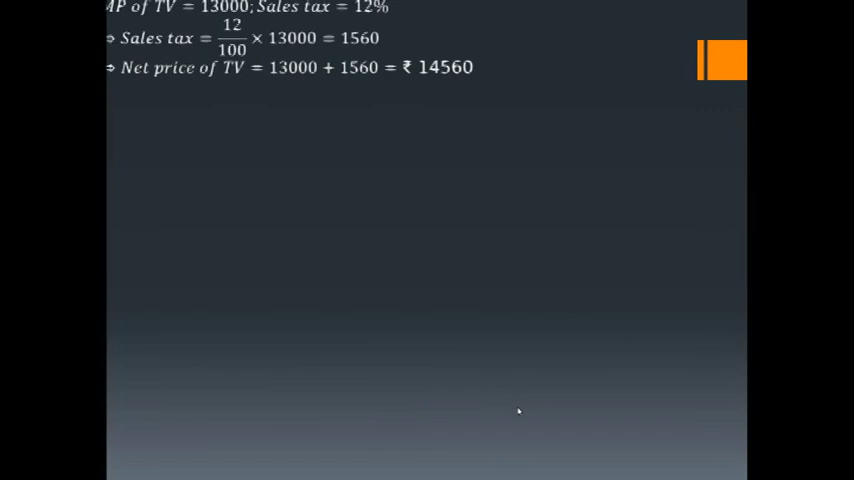 MP of TV = 13000; Sales tax = 12%
⇒ Sales tax = 12/100 × 13000 = 1560
⇒ Net price of TV = 13000 + 1560 = ₹ 14560